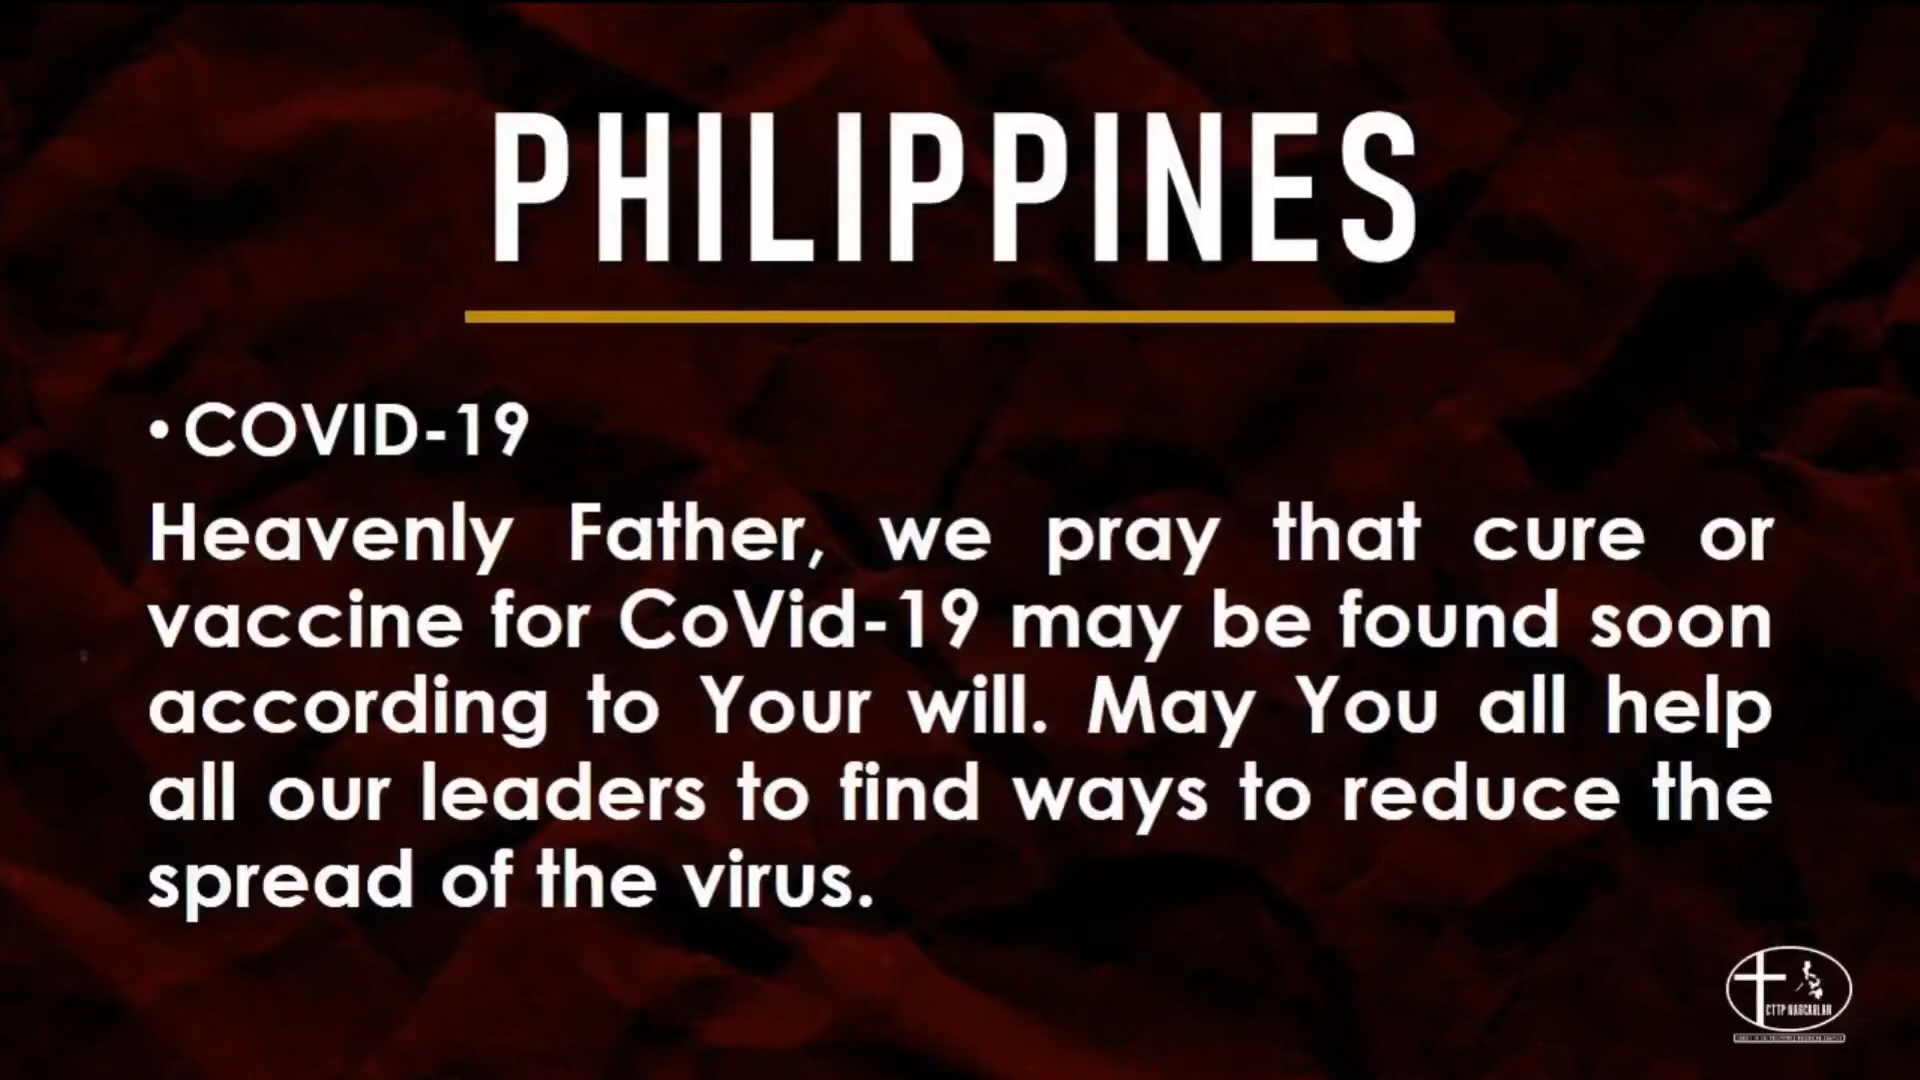 PHILIPPINES
• COVID-19
Heavenly Father, we pray that cure or
vaccine for CoVid-19 may be found soon
according to Your will. May You all help
all our leaders to find ways to reduce the
spread of the virus.
CTTP NAGCARLAN